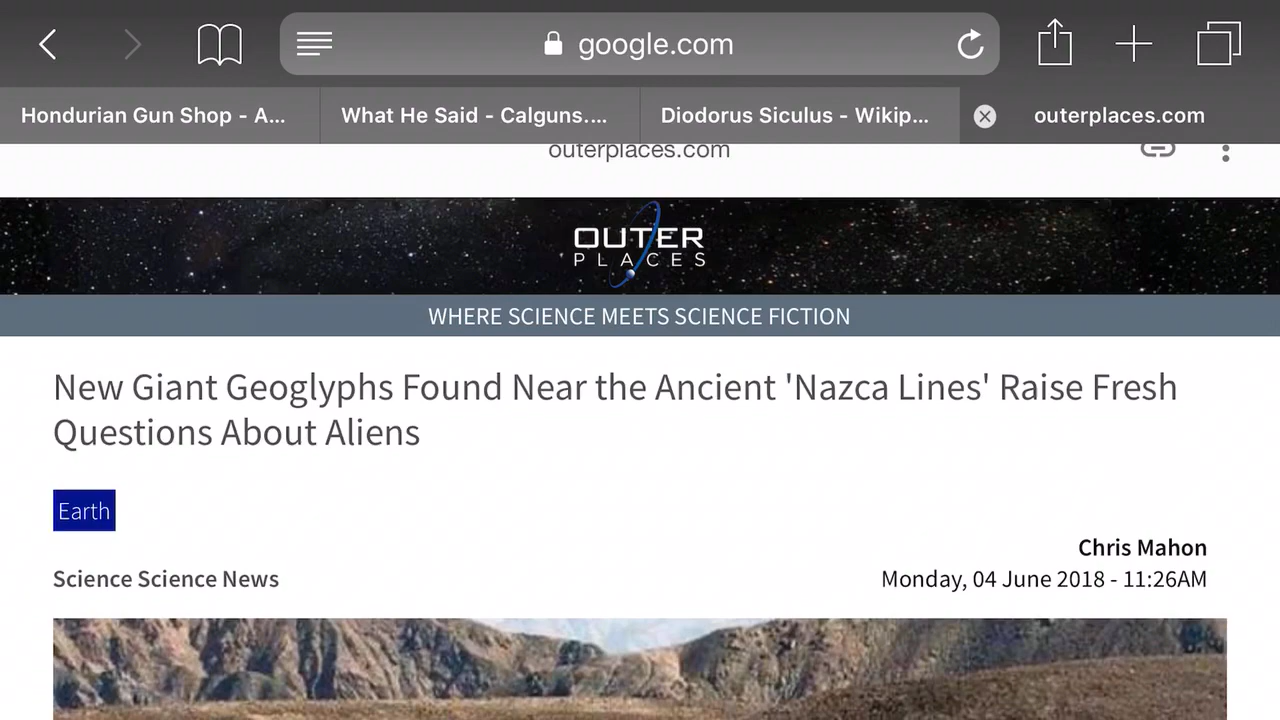 google.com
Hondurian Gun Shop - A...
What He Said - Calguns....
Diodorus Siculus - Wikip...
outerplaces.com
outerplaces.com
OUTER
PLACES
WHERE SCIENCE MEETS SCIENCE FICTION
New Giant Geoglyphs Found Near the Ancient 'Nazca Lines' Raise Fresh
Questions About Aliens
Earth
Chris Mahon
Science Science News
Monday, 04 June 2018 - 11:26AM